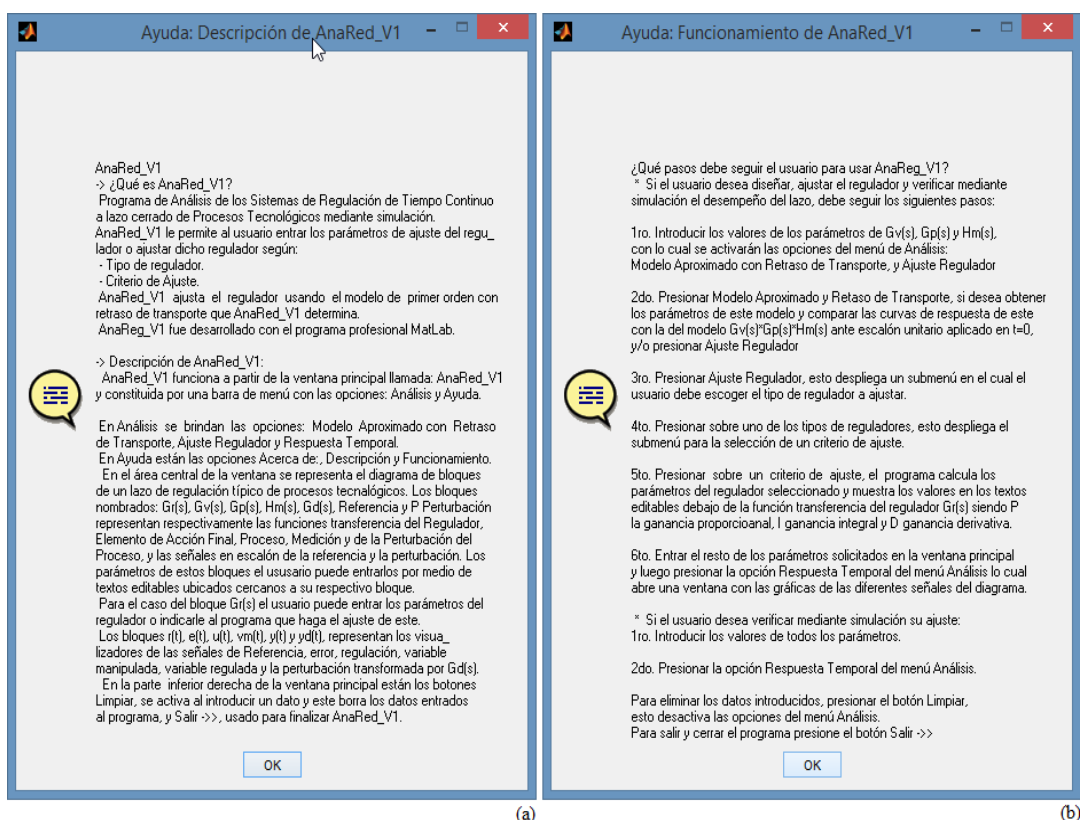 Ayuda: Descripción de AnaRed_V1
AnaRed_V1
-> ¿Qué es AnaRed_V1?
Programa de Análisis de los Sistemas de Regulación de Tiempo Continuo
a lazo cerrado de Procesos Tecnológicos mediante simulación.
AnaRed_V1 le permite al usuario entrar los parámetros de ajuste del regu_
lador o ajustar dicho regulador según:
- Tipo de regulador.
- Criterio de Ajuste.
AnaRed_V1 ajusta el regulador usando el modelo de primer orden con
retraso de transporte que AnaRed_V1 determina.
AnaReg_V1 fue desarrollado con el programa profesional MatLab.
-> Descripción de AnaRed_V1:
AnaRed_V1 funciona a partir de la ventana principal llamada: AnaRed_V1
y constituida por una barra de menú con las opciones: Análisis y Ayuda.
En Análisis se brindan las opciones: Modelo Aproximado con Retraso
de Transporte, Ajuste Regulador y Respuesta Temporal.
En Ayuda están las opciones Acerca de:, Descripción y Funcionamiento.
En el área central de la ventana se representa el diagrama de bloques
de un lazo de regulación típico de procesos tecnalógicos. Los bloques
nombrados: Gr(s), Gv(s), Gp(s), Hm(s), Gd(s), Referencia y P Perturbación
representan respectivamente las funciones transferencia del Regulador,
Elemento de Acción Final, Proceso, Medición y de la Perturbación del
Proceso, y las señales en escalón de la referencia y la perturbación. Los
parámetros de estos bloques el ususario puede entrarlos por medio de
textos editables ubicados cercanos a su respectivo bloque.
Para el caso del bloque Gr(s) el usuario puede entrar los parámetros del
regulador o indicarle al programa que haga el ajuste de este.
Los bloques r(t), e(t), u(t), vm(t), y(t) y yd(t), representan los visua_
lizadores de las señales de Referencia, error, regulación, variable
manipulada, variable regulada y la perturbación transformada por Gd(s).
En la parte inferior derecha de la ventana principal están los botones
Limpiar, se activa al introducir un dato y este borra los datos entrados
al programa, y Salir ->>, usado para finalizar AnaRed_V1.
OK
(a)
Ayuda: Funcionamiento de AnaRed_V1
¿Qué pasos debe seguir el usuario para usar AnaReg_V1?
* Si el usuario desea diseñar, ajustar el regulador y verificar mediante
simulación el desempeño del lazo, debe seguir los siguientes pasos:
1ro. Introducir los valores de los parámetros de Gv(s), Gp(s) y Hm(s),
con lo cual se activarán las opciones del menú de Análisis:
Modelo Aproximado con Retraso de Transporte, y Ajuste Regulador
2do. Presionar Modelo Aproximado y Retaso de Transporte, si desea obtener
los parámetros de este modelo y comparar las curvas de respuesta de este
con la del modelo Gv(s)*Gp(s)*Hm(s) ante escalón unitario aplicado en t=0,
y/o presionar Ajuste Regulador
3ro. Presionar Ajuste Regulador, esto despliega un submenú en el cual el
usuario debe escoger el tipo de regulador a ajustar.
4to. Presionar sobre uno de los tipos de reguladores, esto despliega el
submenú para la selección de un criterio de ajuste.
5to. Presionar sobre un criterio de ajuste, el programa calcula los
parámetros del regulador seleccionado y muestra los valores en los textos
editables debajo de la función transferencia del regulador Gr(s) siendo P
la ganancia proporcioanal, I ganancia integral y D ganancia derivativa.
6to. Entrar el resto de los parámetros solicitados en la ventana principal
y luego presionar la opción Respuesta Temporal del menú Análisis lo cual
abre una ventana con las gráficas de las diferentes señales del diagrama.
* Si el usuario desea verificar mediante simulación su ajuste:
1ro. Introducir los valores de todos los parámetros.
2do. Presionar la opción Respuesta Temporal del menú Análisis.
Para eliminar los datos introducidos, presionar el botón Limpiar,
esto desactiva las opciones del menú Análisis.
Para salir y cerrar el programa presione el botón Salir ->>
OK
(b)